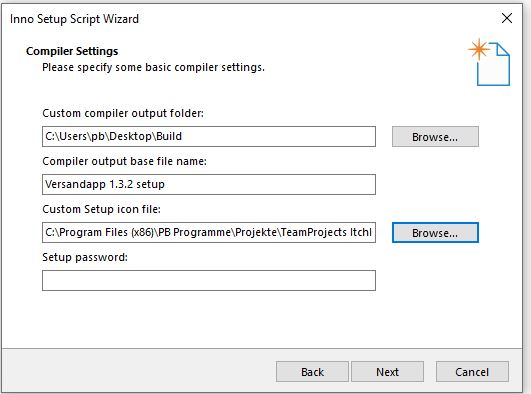 Inno Setup Script Wizard
Compiler Settings
Please specify some basic compiler settings.
Custom compiler output folder:
C:\Users\pb\Desktop\Build
Browse...
Compiler output base file name:
Versandapp 1.3.2 setup
Custom Setup icon file:
C:\Program Files (x86)\PB Programme\Projekte\TeamProjects
Browse...
Setup password:
Back
Next
Cancel